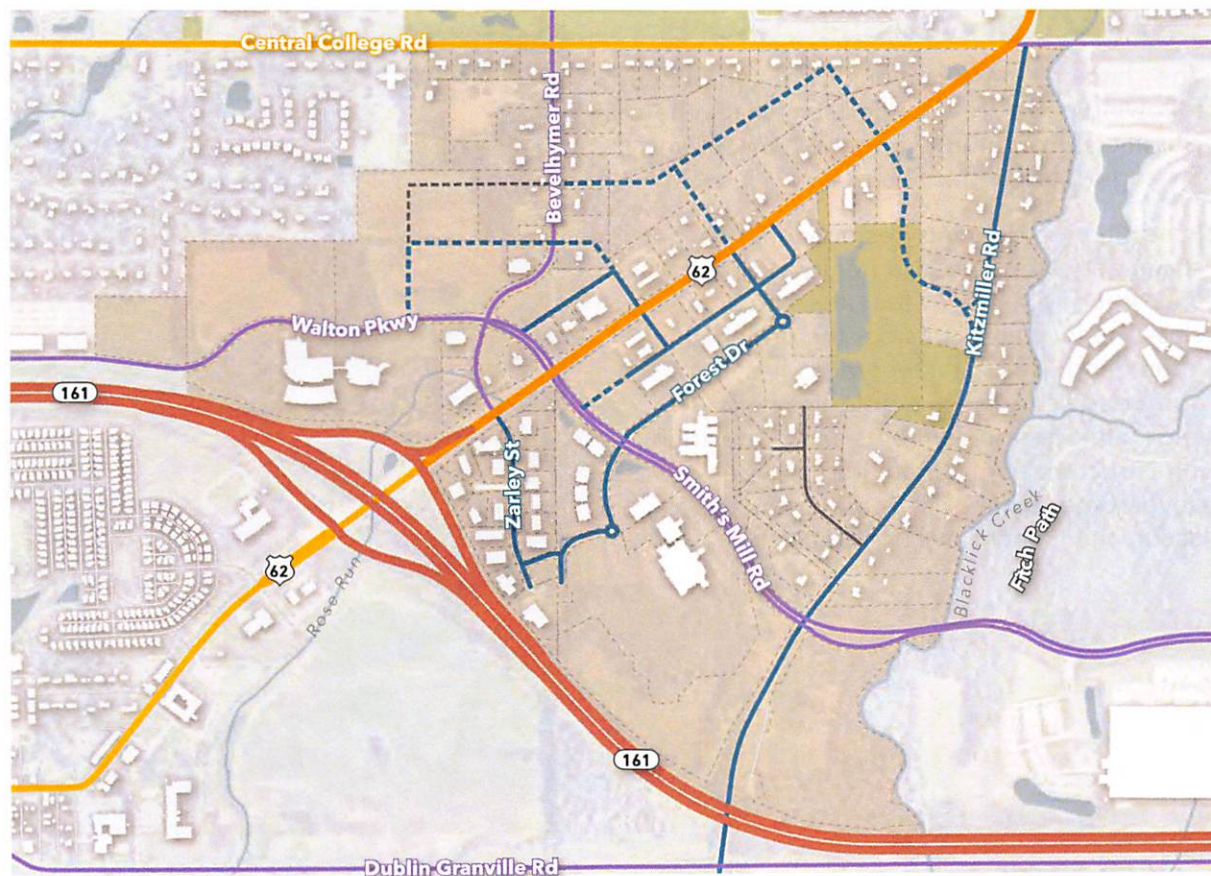 Central College Rd
Bevelhymer Rd
62
Kitzmiller Rd
Walton Pkwy
161
Forest Dr
Zarley St
Smith's Mill Rd
Blacklick Creek
Fitch Path
62
Rose Run
161
Dublin Granville Rd